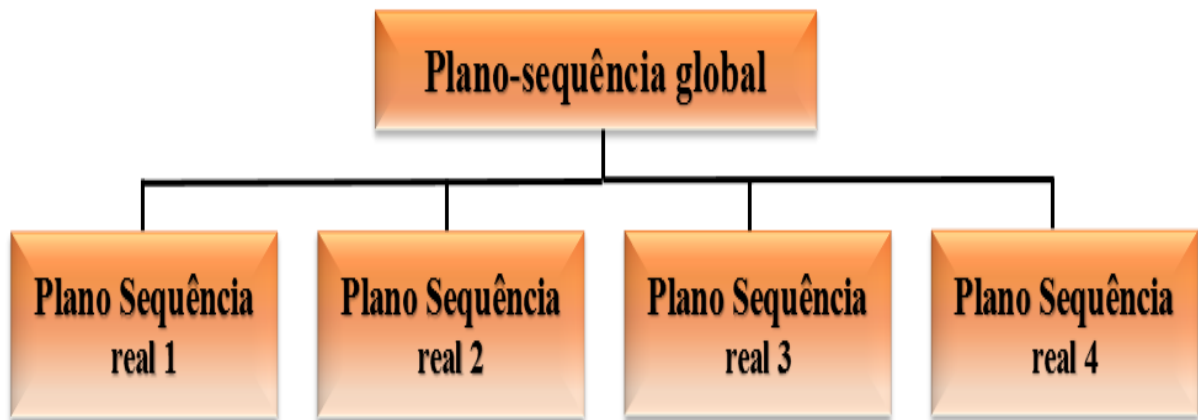 Plano-sequência global
Plano Sequência
real 1
Plano Sequência
real 2
Plano Sequência
real 3
Plano Sequência
real 4